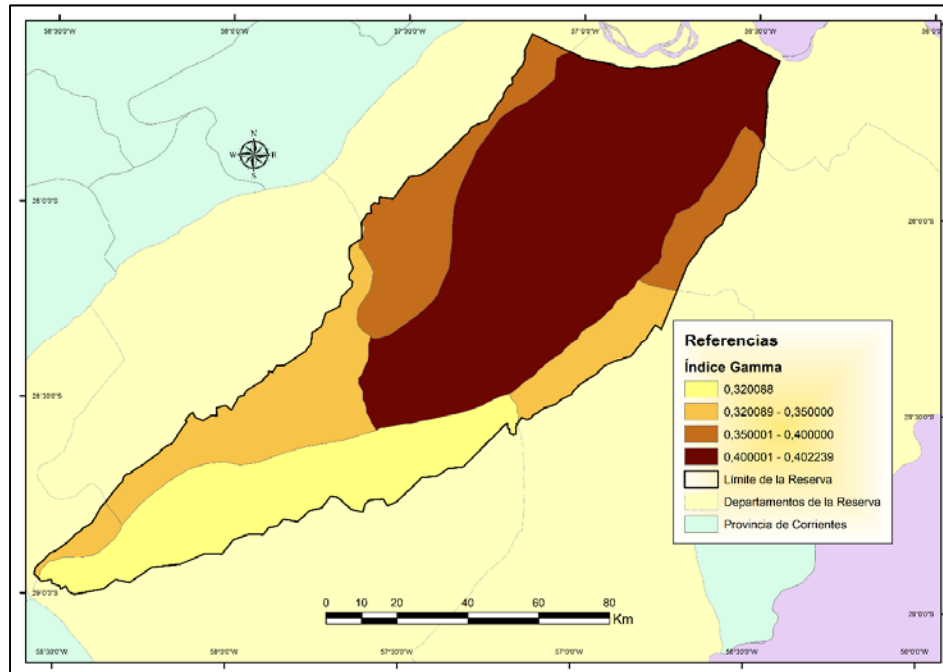 58°30'0"W 58°0'0"W 57°30'0"W 57°0'0"W 56°30'0"W
N
W E
S
28°0'0"S
28°0'0"S
28°30'0"S
28°30'0"S
29°0'0"S
29°0'0"S
Referencias
Índice Gamma
0,320088
0,320089 - 0,350000
0,350001 - 0,400000
0,400001 - 0,402239
Límite de la Reserva
Departamentos de la Reserva
Provincia de Corrientes
0 10 20 40 60 80
Km
58°30'0"W 58°0'0"W 57°30'0"W 57°0'0"W 56°30'0"W 56°0'0"W